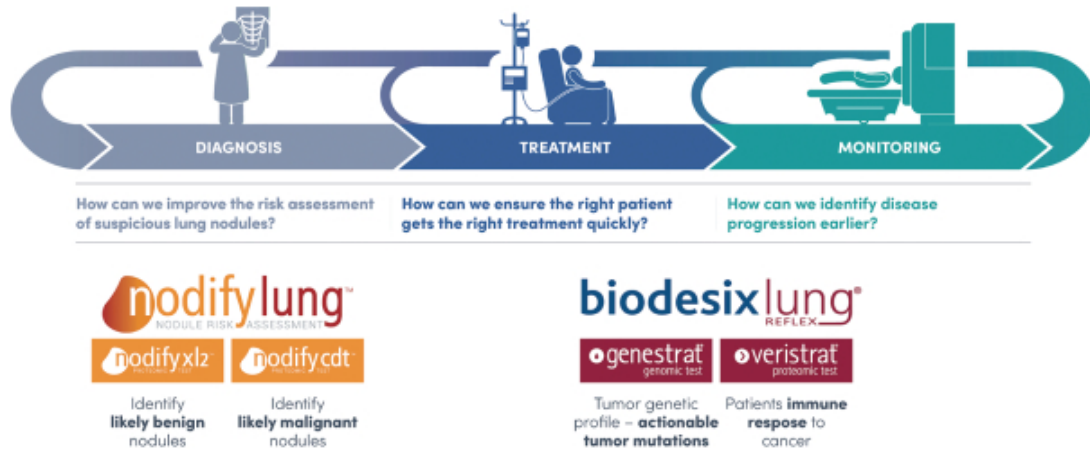 DIAGNOSIS
TREATMENT
MONITORING
How can we improve the risk assessment
of suspicious lung nodules?
How can we ensure the right patient
gets the right treatment quickly?
How can we identify disease
progression earlier?
nodifylung™
NODULE RISK ASSESSMENT
biodesixlung®
REFLEX
nodifyxl2
PROTEOMIC TEST
nodifycdt
genestrat
genomic test
veristrat
proteomic test
Identify
likely benign
nodules
Identify
likely malignant
nodules
Tumor genetic
profile – actionable
tumor mutations
Patients immune
respose to
cancer